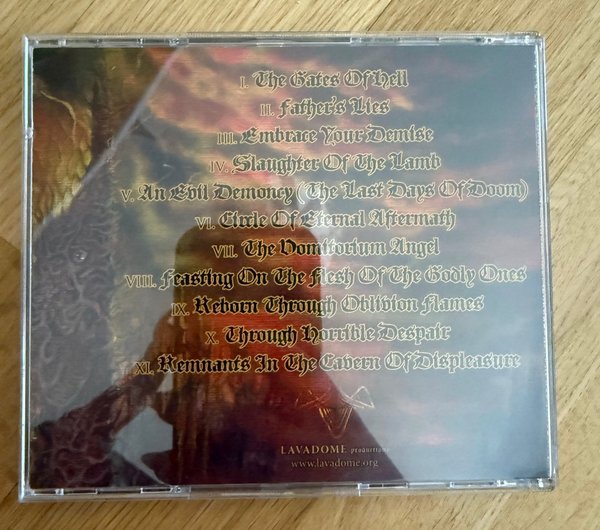 I. The Gates Of Hell
II. Father's Lies
III. Embrace Your Demise
IV. Slaughter Of The Lamb
V. An Evil Demoncy (The Last Days Of Doom)
VI. Circle Of Eternal Aftermath
VII. The Vomitorium Angel
VIII. Feasting On The Flesh Of The Godly Ones
IX. Reborn Through Oblivion Flames
X. Through Horrible Despair
XI. Remnants In The Cavern Of Displeasure
LAVADOME productions
www.lavadome.org